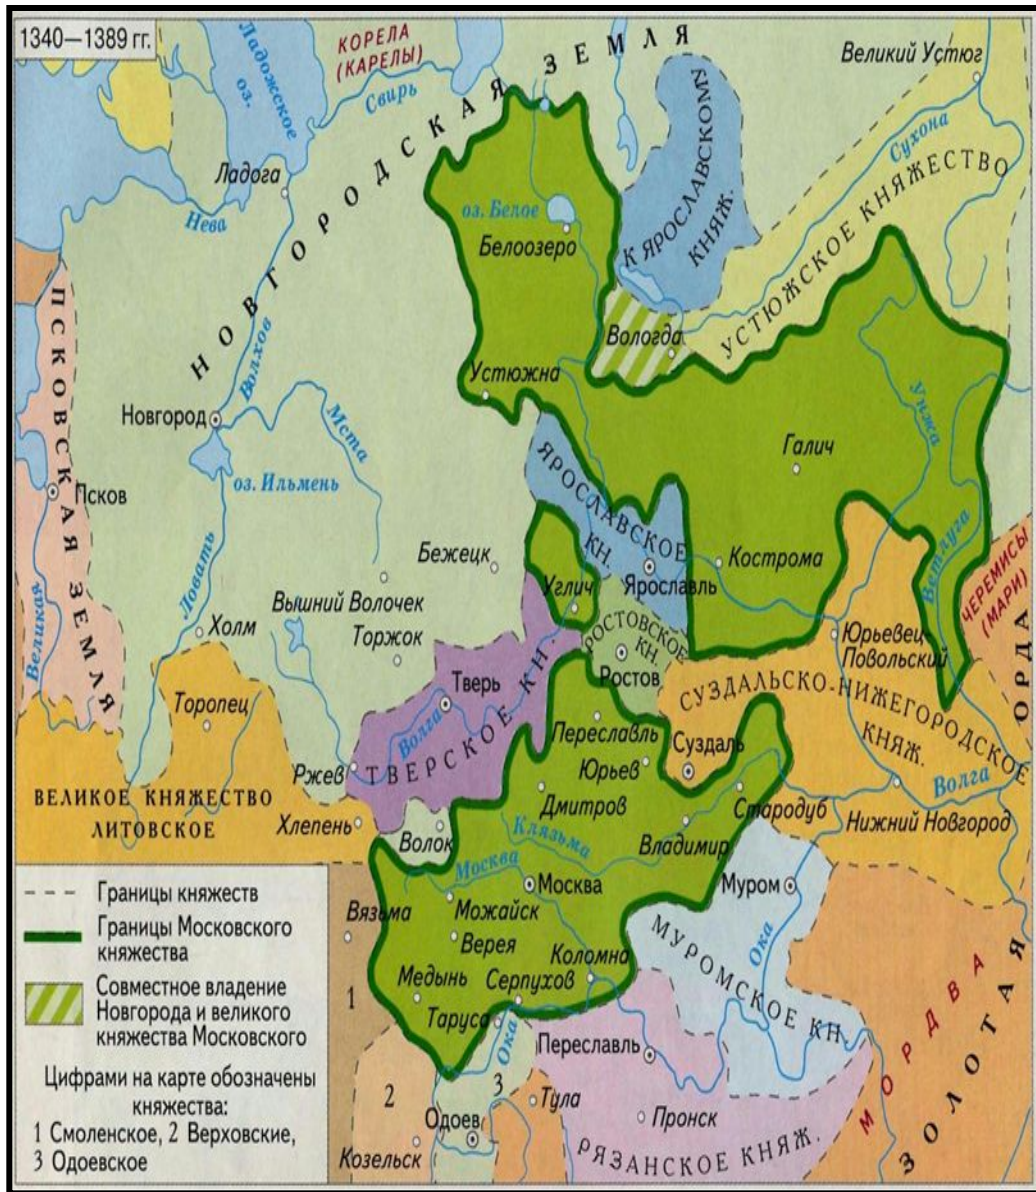 1340—1389 гг.
КОРЕЛА
(КАРЕЛЫ)
Ладожское
оз.
Свирь
НОВГОРОДСКАЯ ЗЕМЛЯ
Великий Устюг
Сухона
К ЯРОСЛАВСКОМУ
КНЯЖ.
УСТЮЖСКОЕ КНЯЖЕСТВО
Ладога
Нева
оз. Белое
Белоозеро
Вологда
ПСКОВСКАЯ ЗЕМЛЯ
Волхов
Устюжна
Новгород
Мста
оз. Ильмень
Унжа
Галич
Псков
ЯРОСЛАВСКОЕ
КН.
Ветлуга
Ловать
Бежецк
Кострома
Ярославль
Углич
ЧЕРЕМИСЫ
(МАРИ)
Великая
Холм
Вышний Волочек
Торжок
РОСТОВСКОЕ
КН.
Ростов
Юрьевец-
Повольский
СУЗДАЛЬСКО-НИЖЕГОРОДСКОЕ
КНЯЖ.
Торопец
Тверь
Волга
ТВЕРСКОЕ КН.
Переславль
Суздаль
Юрьев
Ржев
Волга
ВЕЛИКОЕ КНЯЖЕСТВО
ЛИТОВСКОЕ
Хлепень
Дмитров
Стародуб
Нижний Новгород
Волок
Клязьма
Владимир
Москва
Москва
Муром
Вязьма
Можайск
Верея
Коломна
МУРОМСКОЕ КН.
Ока
Медынь
Серпухов
1
Таруса
Ока
Переславль
МОРДВА
ЗОЛОТАЯ ОРДА
2
3
Тула
Пронск
Одоев
Козельск
РЯЗАНСКОЕ КНЯЖ.
Границы княжеств
Границы Московского
княжества
Совместное владение
Новгорода и великого
княжества Московского
Цифрами на карте обозначены
княжества:
1 Смоленское, 2 Верховские,
3 Одоевское